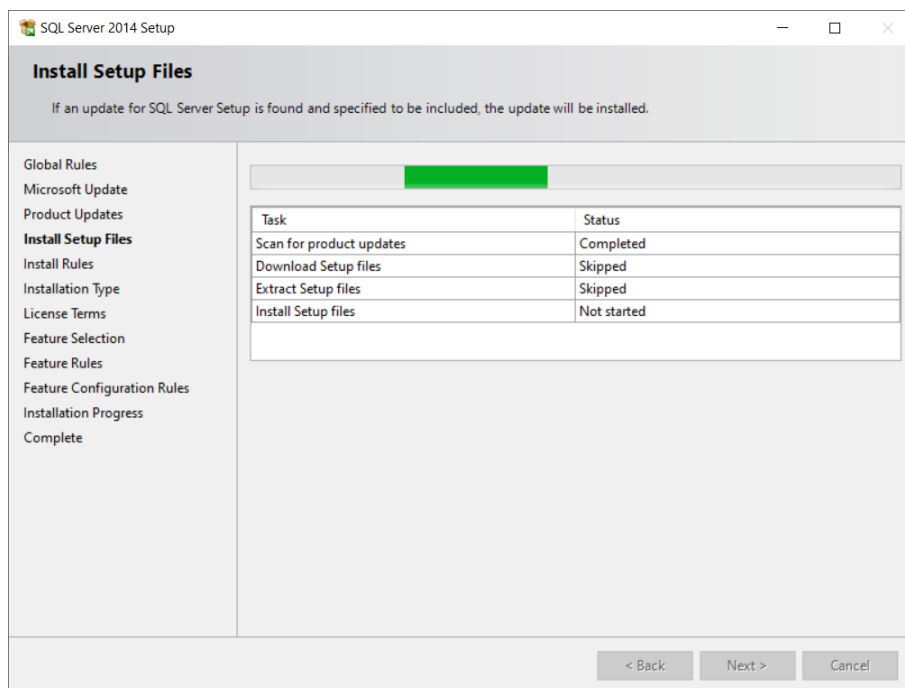 SQL Server 2014 Setup
Install Setup Files
If an update for SQL Server Setup is found and specified to be included, the update will be installed.
Global Rules
Microsoft Update
Product Updates
Install Setup Files
Install Rules
Installation Type
License Terms
Feature Selection
Feature Rules
Feature Configuration Rules
Installation Progress
Complete
Task Status
Scan for product updates Completed
Download Setup files Skipped
Extract Setup files Skipped
Install Setup files Not started
< Back Next > Cancel